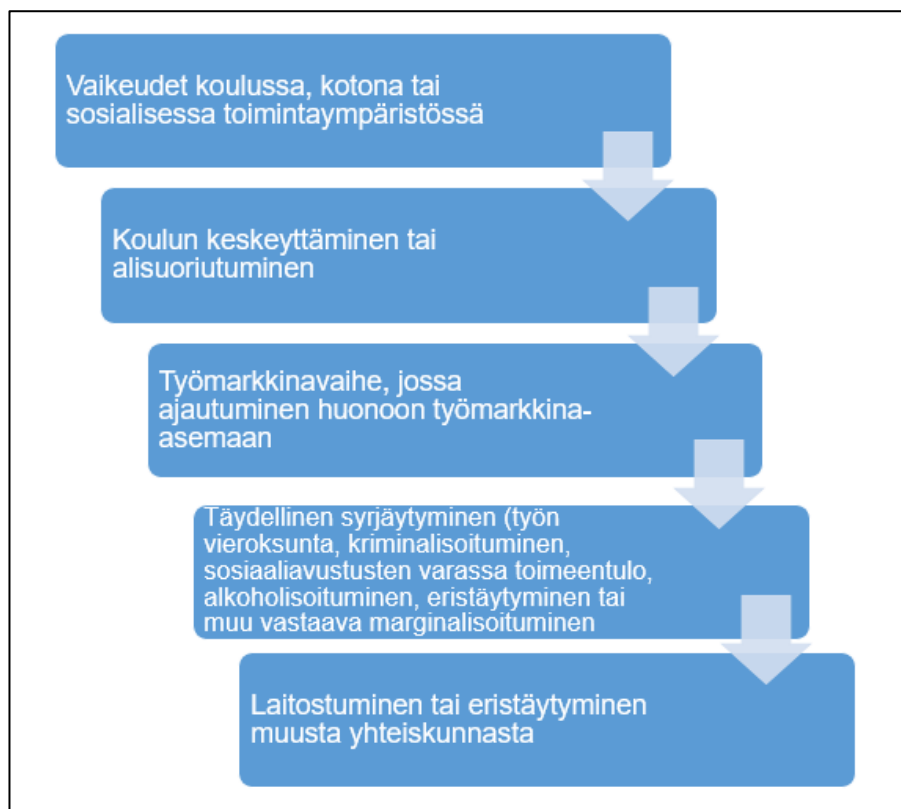 Vaikeudet koulussa, kotona tai
sosialisessa toimintaympäristössä
Koulun keskeyttäminen tai
alisuoriutuminen
Työmarkkinavaihe, jossa
ajautuminen huonoon työmarkkina-
asemaan
Täydellinen syrjäytyminen (työn
vieroksunta, kriminalisoituminen,
sosiaaliavustusten varassa toimeentulo,
alkoholisoituminen, eristäytyminen tai
muu vastaava marginalisoituminen
Laitostuminen tai eristäytyminen
muusta yhteiskunnasta